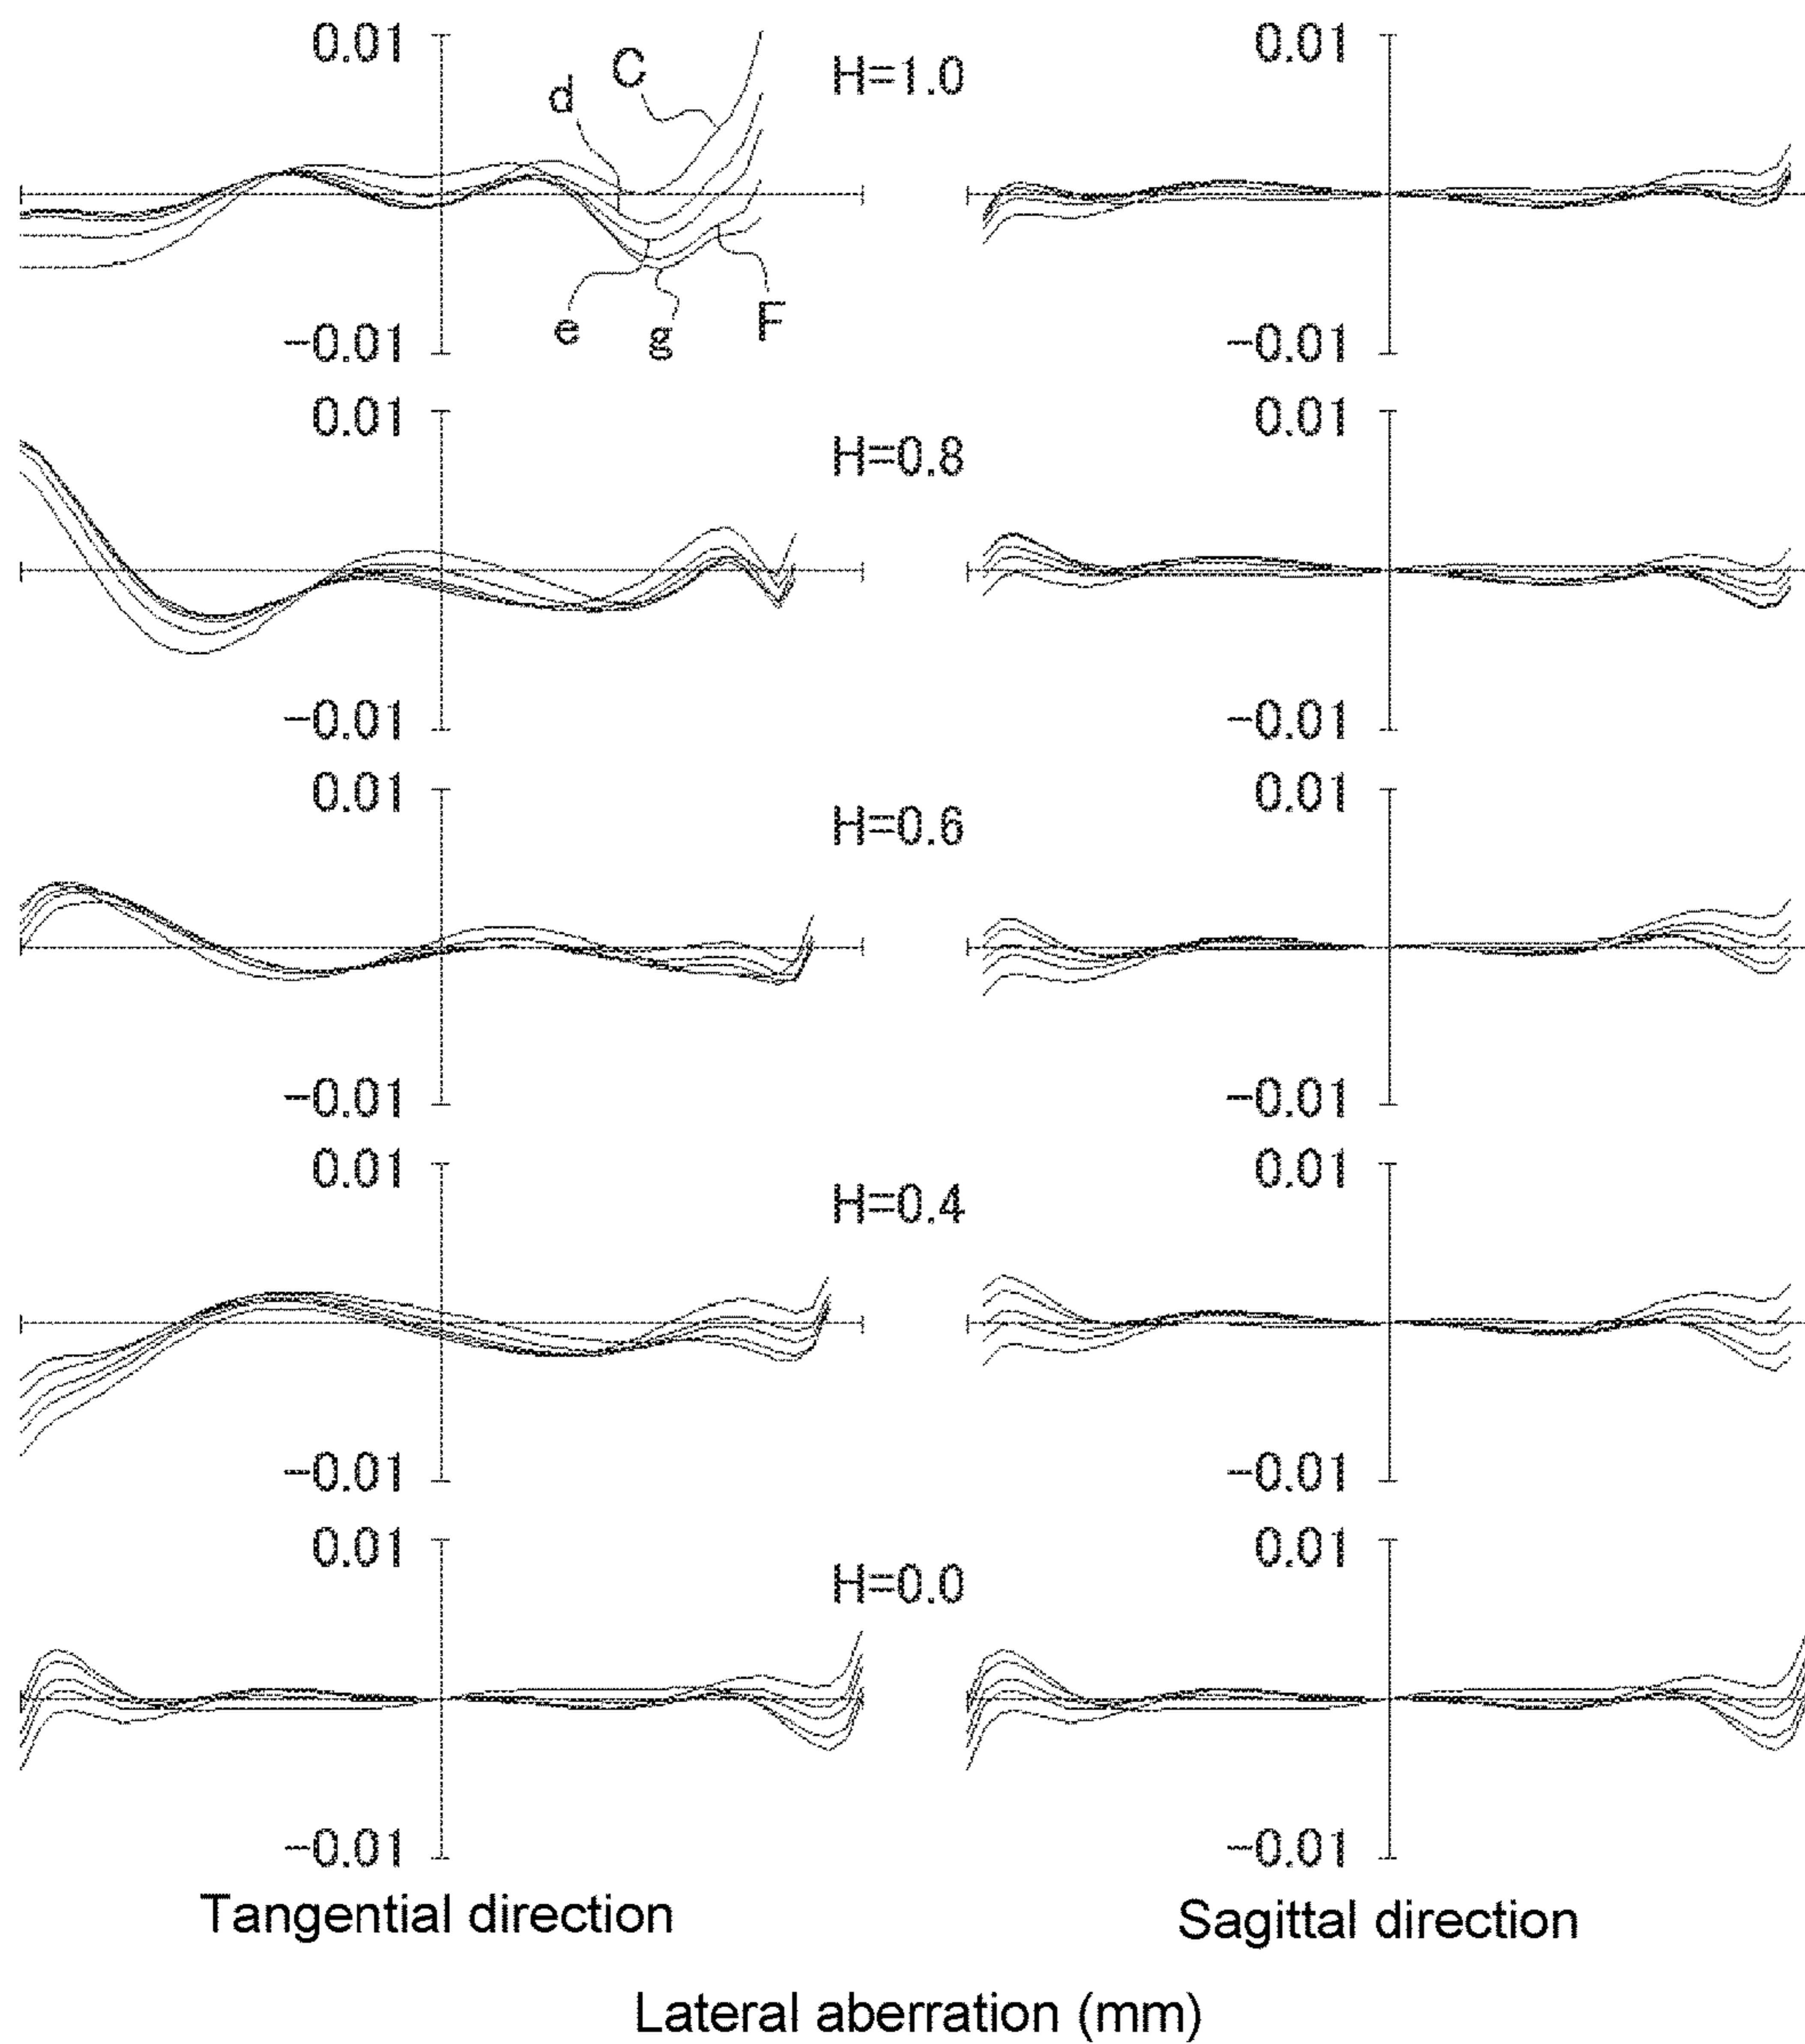 0.01
C
d
H=1.0
0.01
e
g
F
-0.01
-0.01
0.01
H=0.8
0.01
-0.01
-0.01
0.01
H=0.6
0.01
-0.01
-0.01
0.01
H=0.4
0.01
-0.01
-0.01
0.01
H=0.0
0.01
-0.01
-0.01
Tangential direction
Sagittal direction
Lateral aberration (mm)